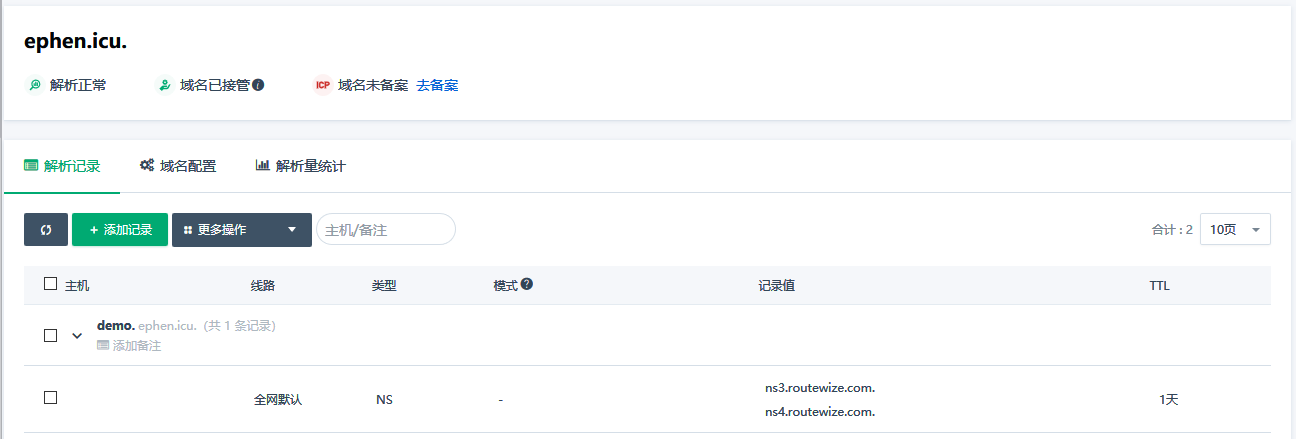 ephen.icu.
解析正常 域名已接管 ICP 域名未备案 去备案
解析记录 域名配置 解析量统计
+ 添加记录 更多操作 主机/备注 合计 : 2 10页
主机 线路 类型 模式 记录值 TTL
demo. ephen.icu. (共 1 条记录)
添加备注
全网默认 NS - ns3.routewize.com. 1天
ns4.routewize.com.